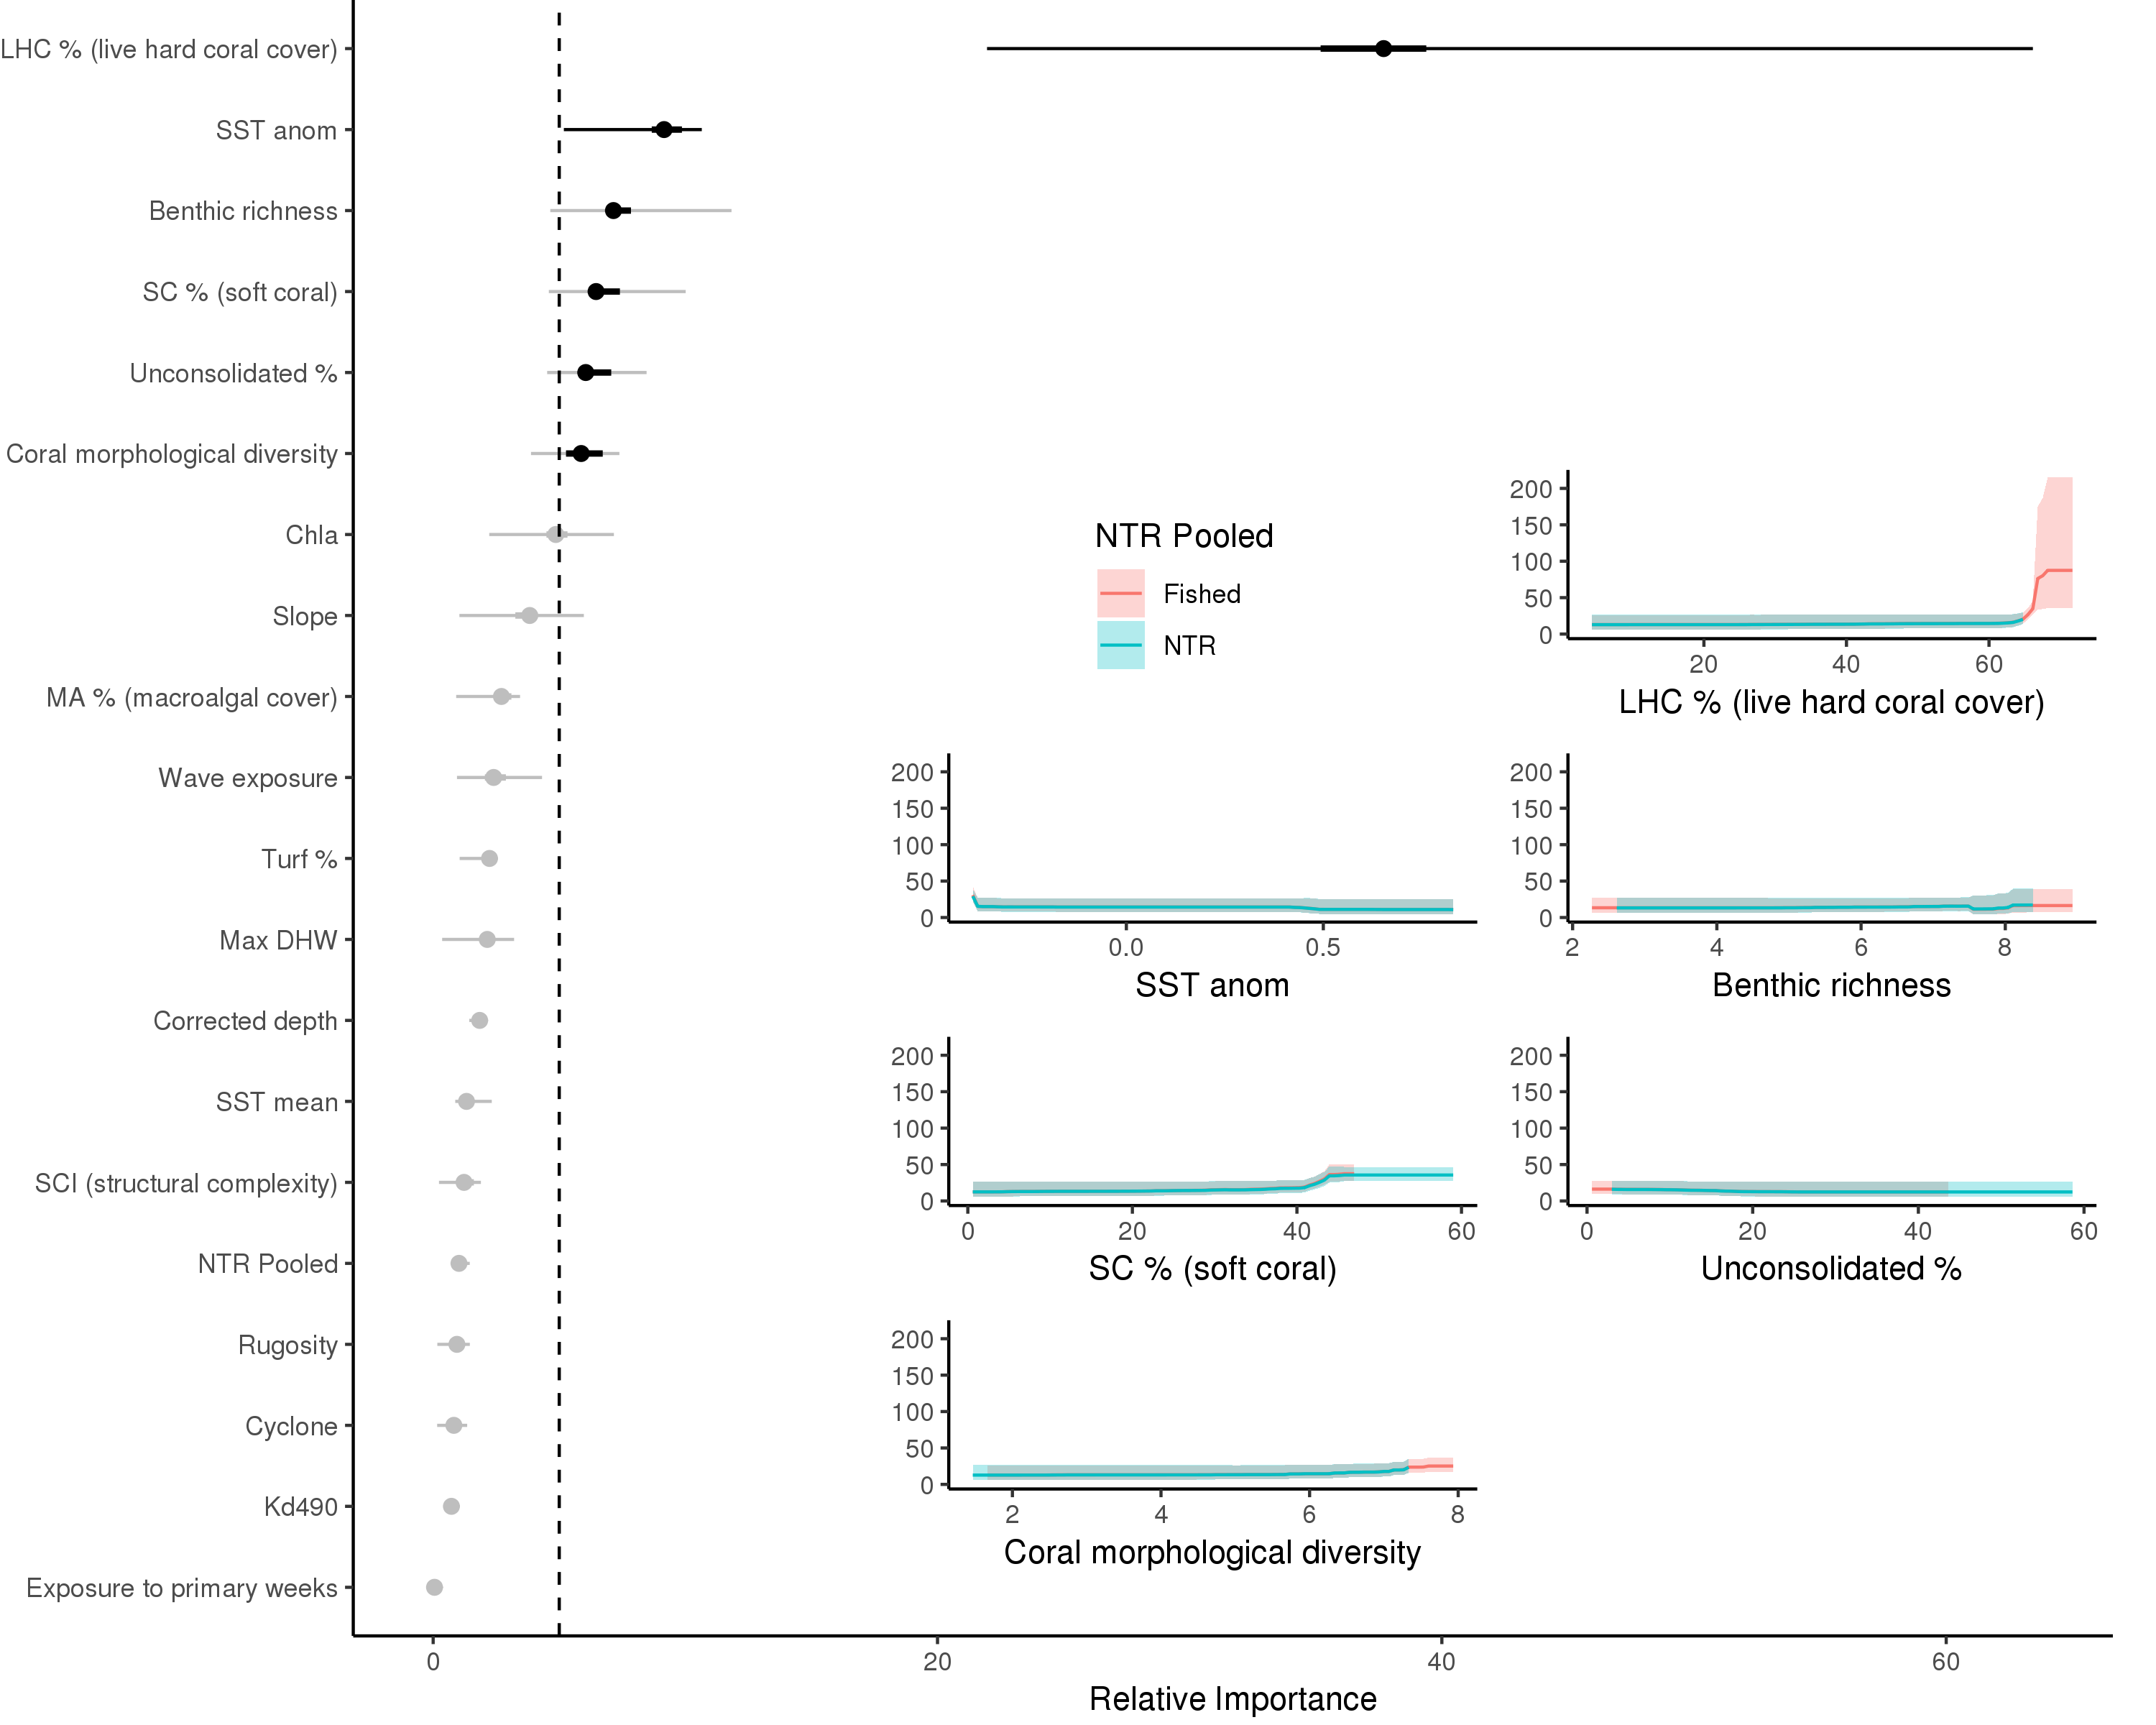 LHC % (live hard coral cover)
SST anom
Benthic richness
SC % (soft coral)
Unconsolidated %
Coral morphological diversity
Chla
Slope
MA % (macroalgal cover)
Wave exposure
Turf %
Max DHW
Corrected depth
SST mean
SCI (structural complexity)
NTR Pooled
Rugosity
Cyclone
Kd490
Exposure to primary weeks
0 20 40 60
Relative Importance
NTR Pooled
Fished
NTR
200
150
100
50
0
20 40 60
LHC % (live hard coral cover)
200
150
100
50
0
0.0 0.5
SST anom
200
150
100
50
0
2 4 6 8
Benthic richness
200
150
100
50
0
0 20 40 60
SC % (soft coral)
200
150
100
50
0
0 20 40 60
Unconsolidated %
200
150
100
50
0
2 4 6 8
Coral morphological diversity